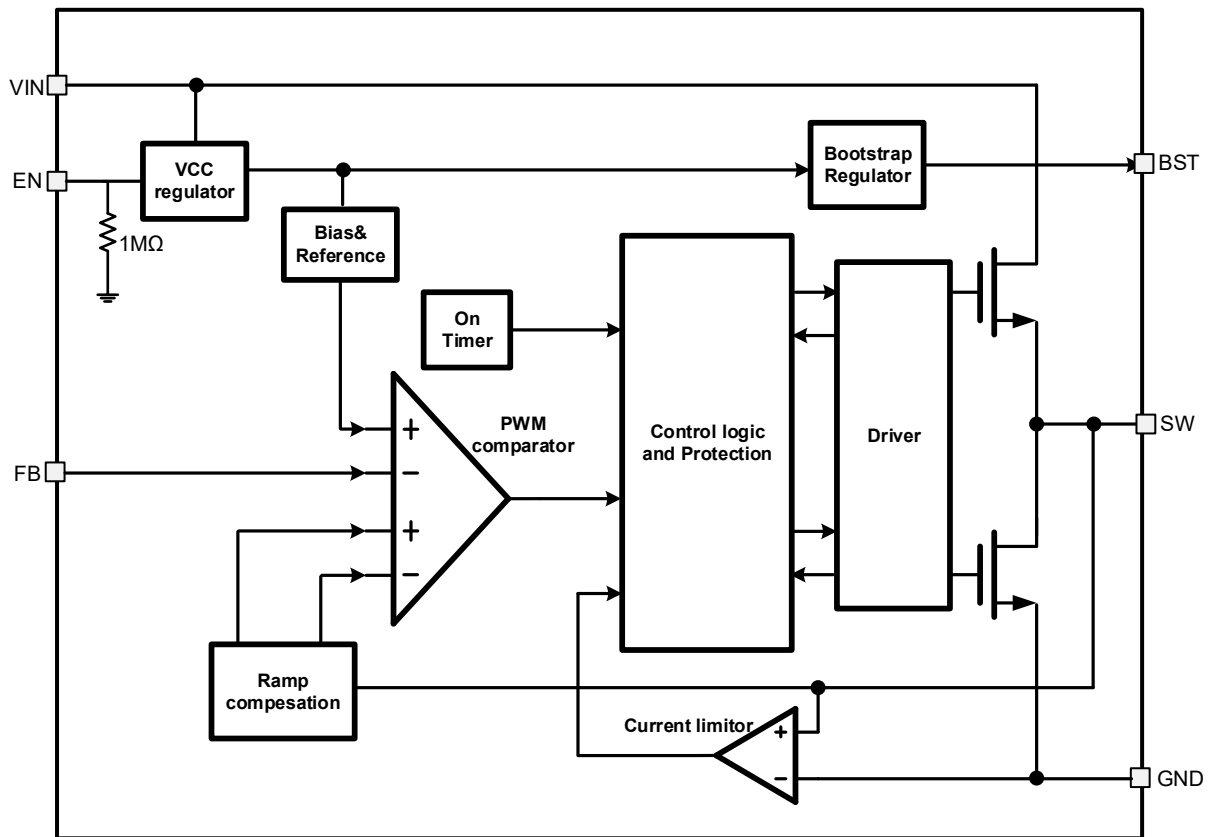 VIN
VCC
regulator
Bootstrap
Regulator
BST
EN
1MΩ
Bias&
Reference
On
Timer
PWM
comparator
+
−
+
−
Control logic
and Protection
Driver
SW
FB
Ramp
compesation
Current limitor
+
−
GND